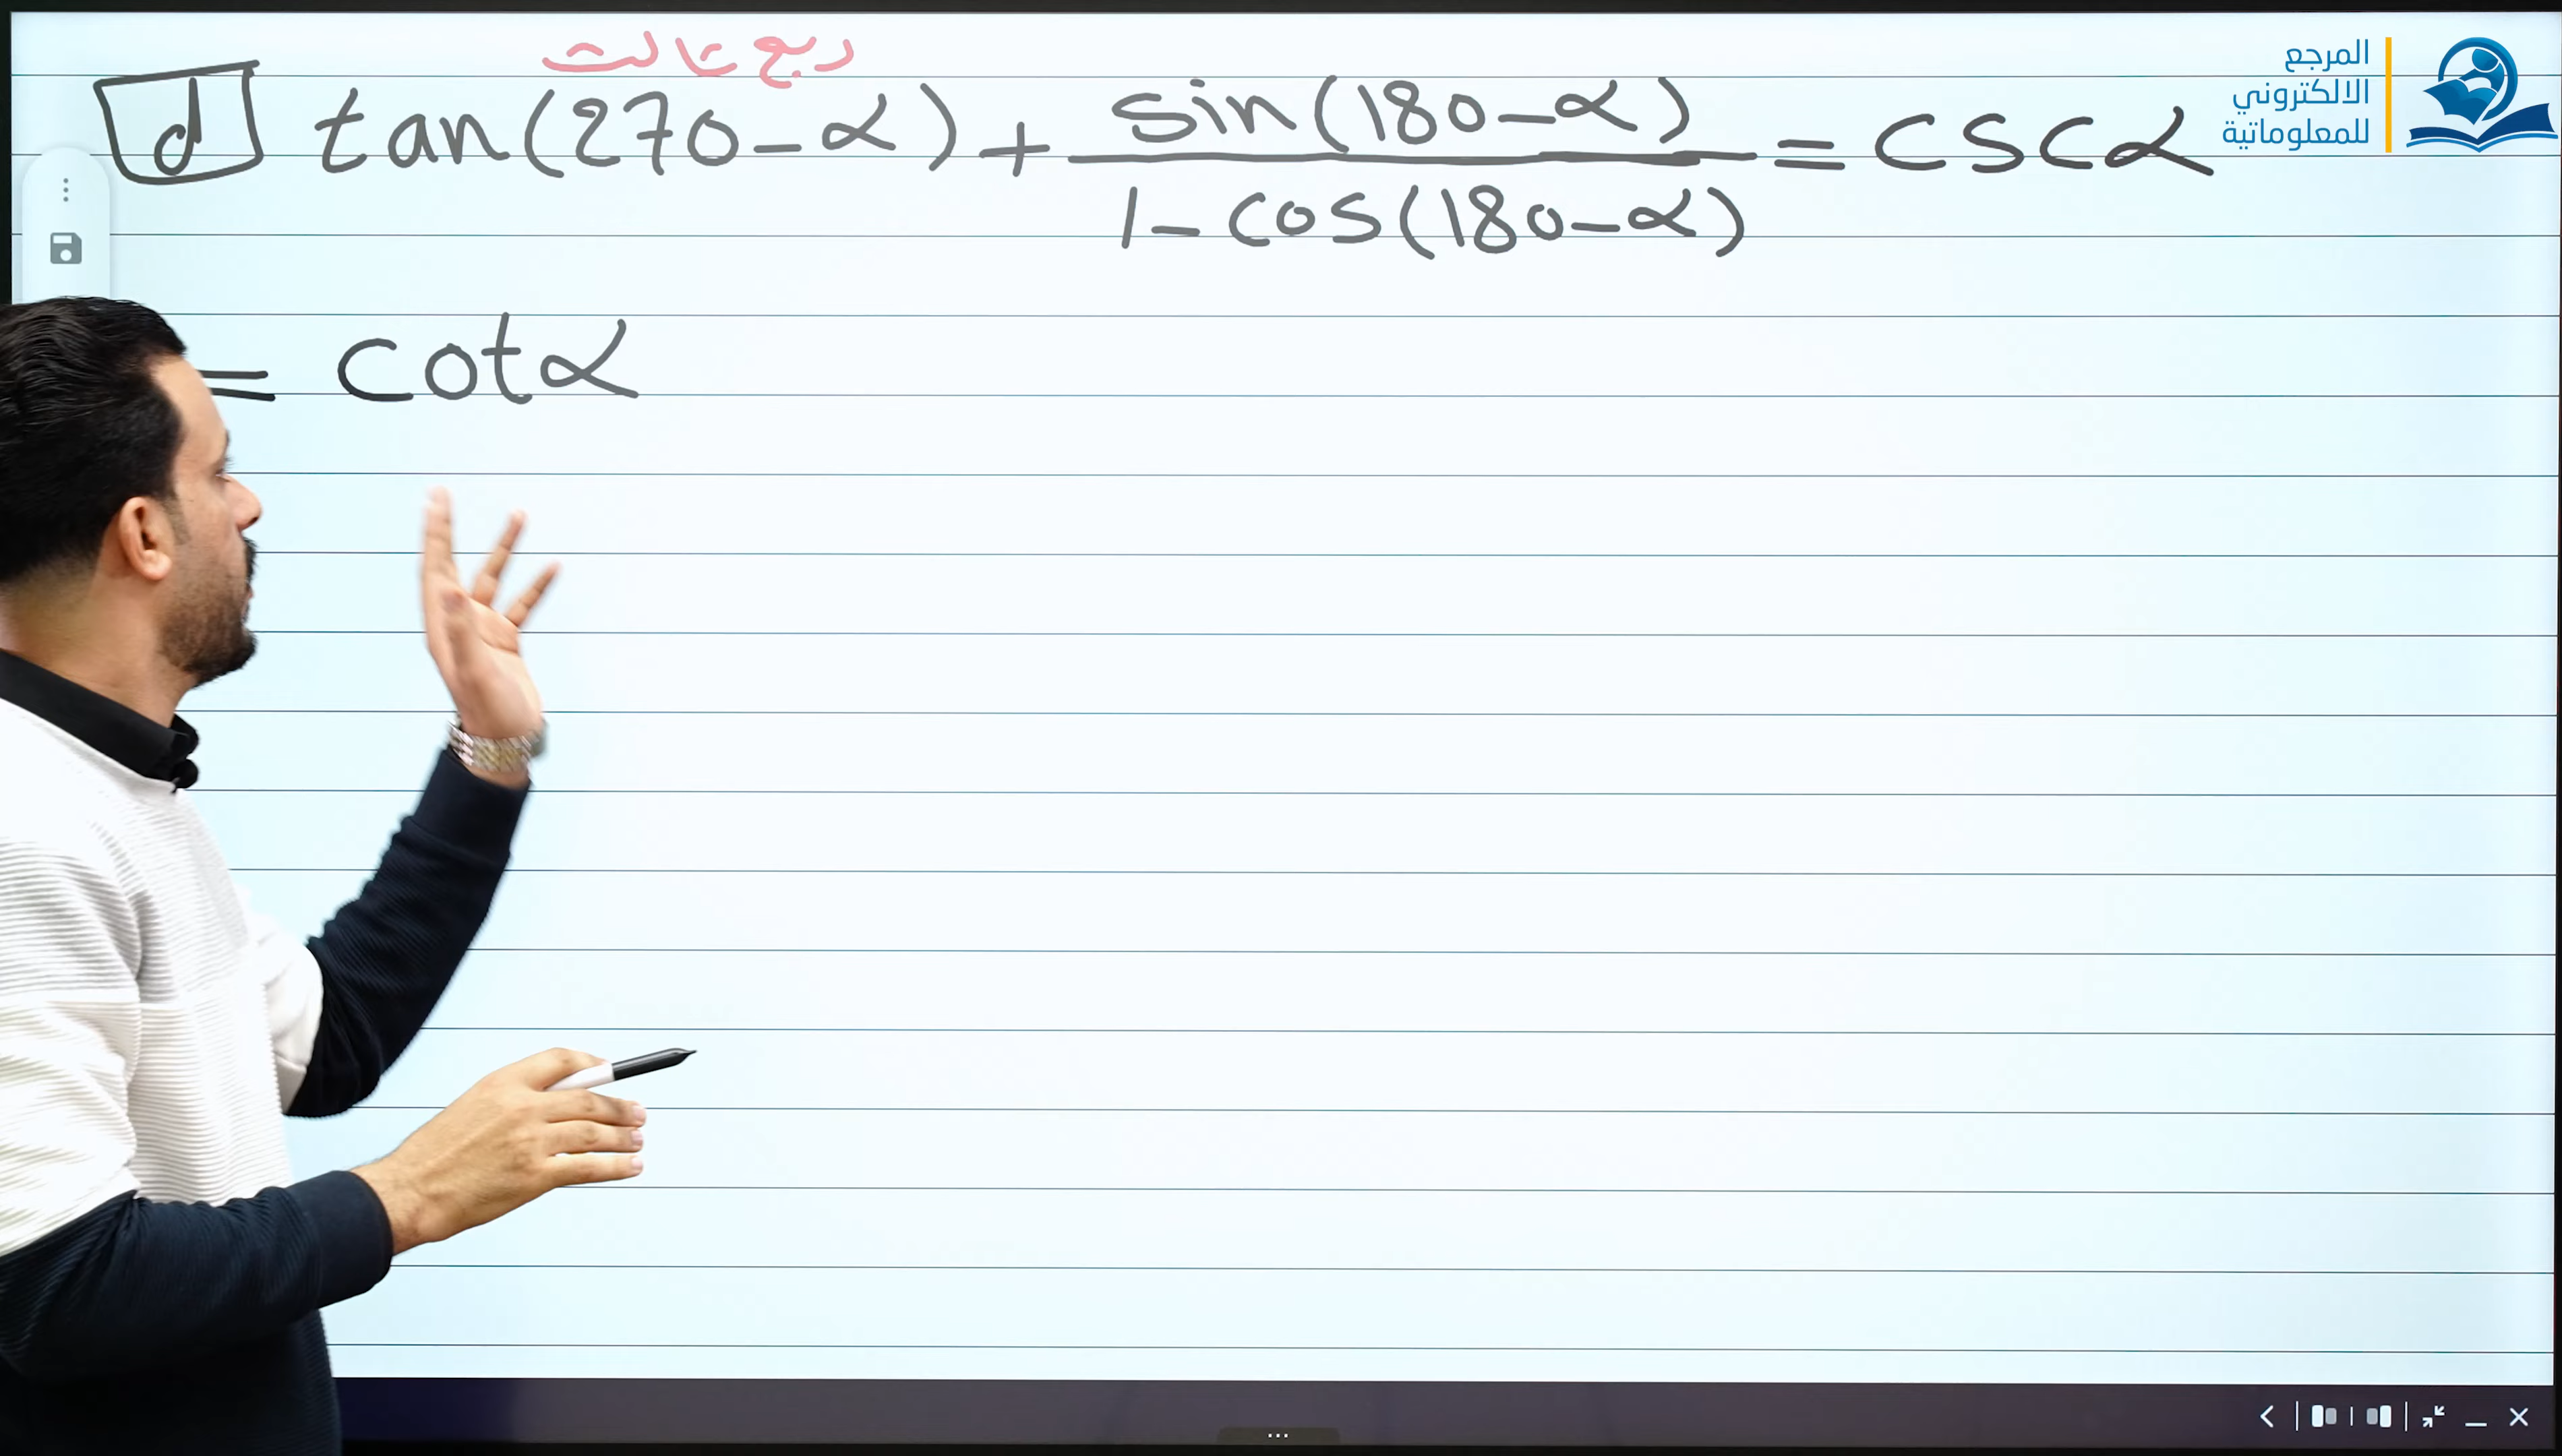 ربع ثالث
d tan(270-α) + sin(180-α) / 1-cos(180-α) = cscα
= cotα
المرجع
الالكتروني
للمعلوماتية